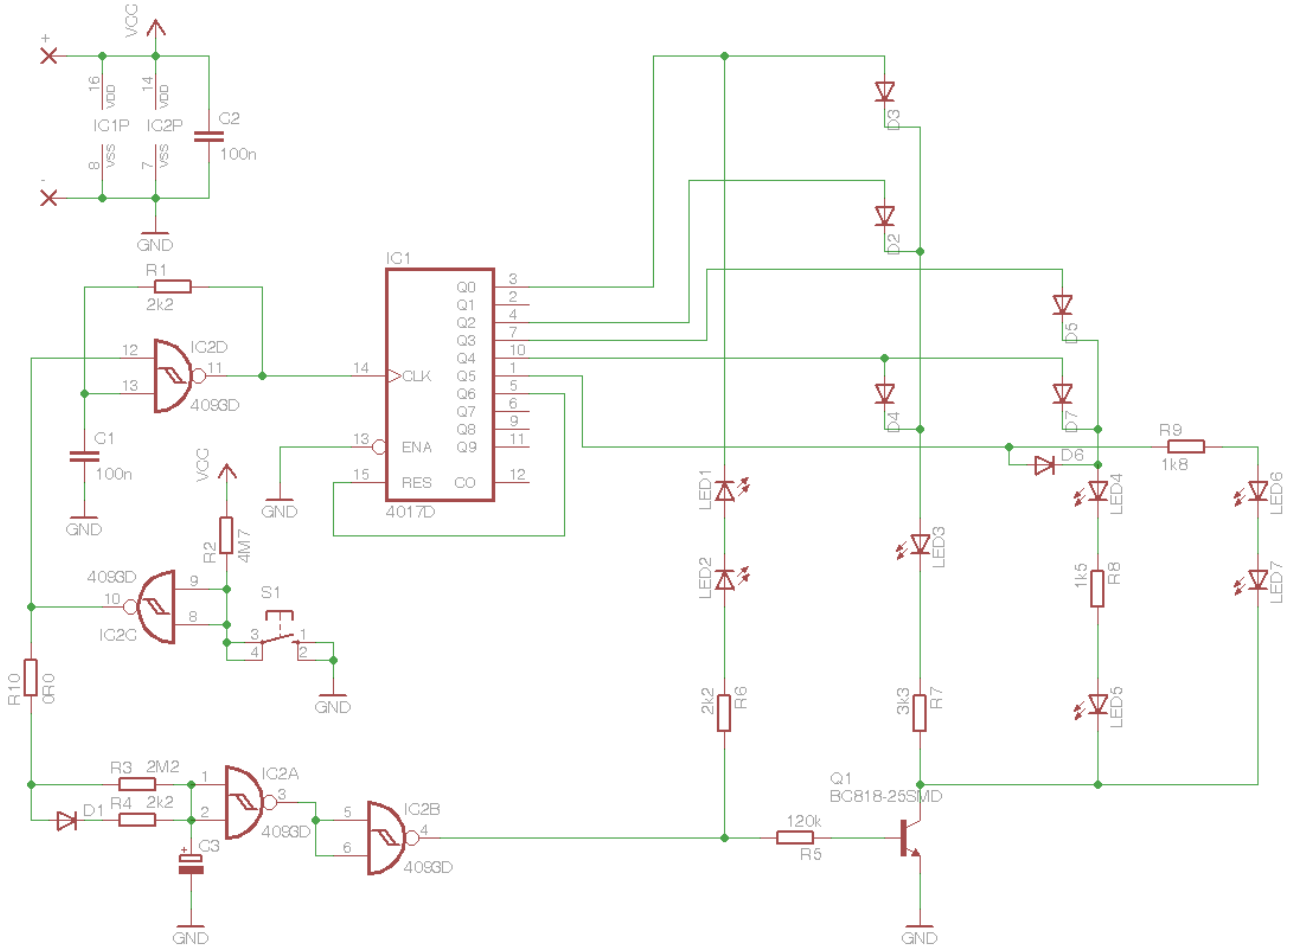 VCC
+
16
VDD
14
VDD
IC1P
IC2P
C2
100n
8
VSS
7
VSS
-
GND
R1
2k2
12
13
IC2D
11
4093D
C1
100n
GND
IC1
14
CLK
13
ENA
15
RES
4017D
Q0
3
Q1
2
Q2
4
Q3
7
Q4
10
Q5
1
Q6
5
Q7
6
Q8
9
Q9
11
CO
12
GND
VCC
R2
4M7
4093D
10
9
8
IC2C
S1
3
1
4
2
GND
R10
0R0
R3
2M2
D1
R4
2k2
1
2
IC2A
3
4093D
C3
+
GND
5
6
IC2B
4
4093D
D3
D2
D5
D4
D7
D6
R9
1k8
LED1
LED2
LED3
LED4
LED6
LED7
1k5
R8
LED5
2k2
R6
3k3
R7
Q1
BC818-25SMD
120k
R5
GND